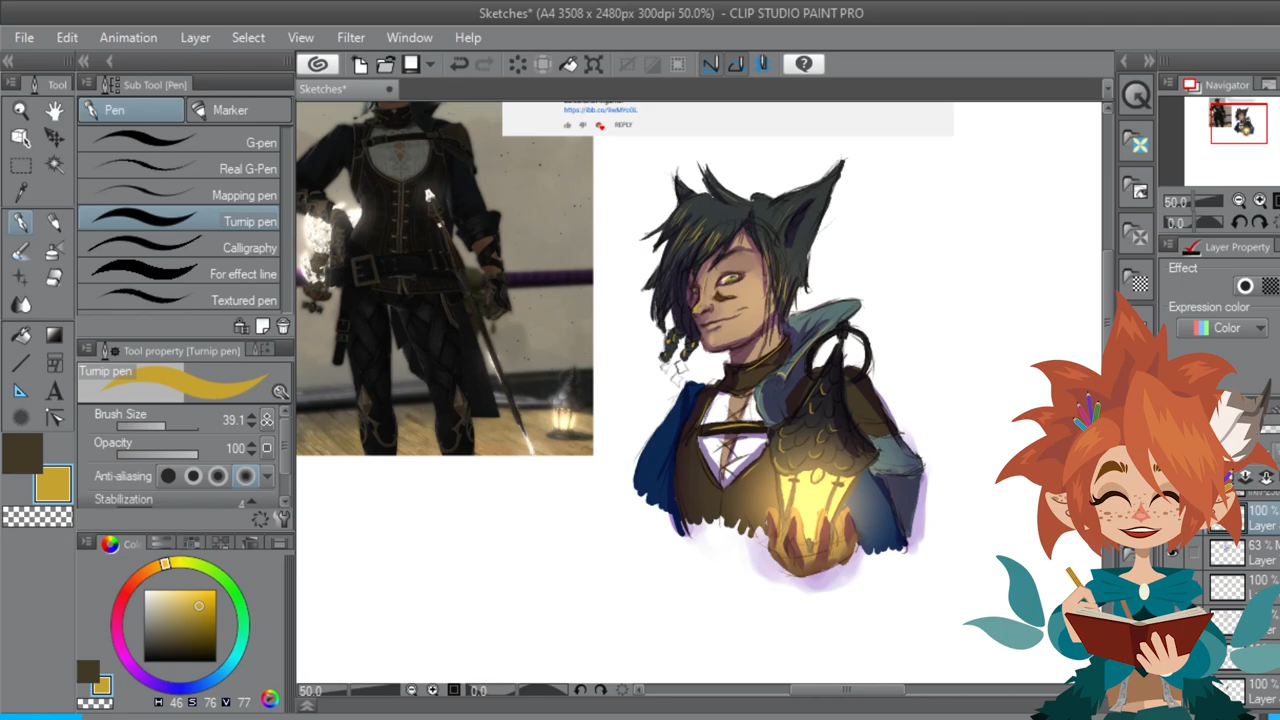 Sketches* (A4 3508 x 2480px 300dpi 50.0%) - CLIP STUDIO PAINT PRO
File Edit Animation Layer Select View Filter Window Help
Tool
Sub Tool [Pen]
Sketches*
Navigator
Pen
Marker
REPLY
G-pen
Real G-Pen
Mapping pen
Turnip pen
Calligraphy
For effect line
Textured pen
50.0
0.0
Layer Property
Effect
Expression color
Color
Tool property [Turnip pen]
Turnip pen
Brush Size 39.1
Opacity 100
Anti-aliasing
Stabilization 4
100 %
Layer
63 %
Layer
100 %
Layer
Layer
Layer
100 %
Layer
50.0
0.0
H 46 S 76 V 77